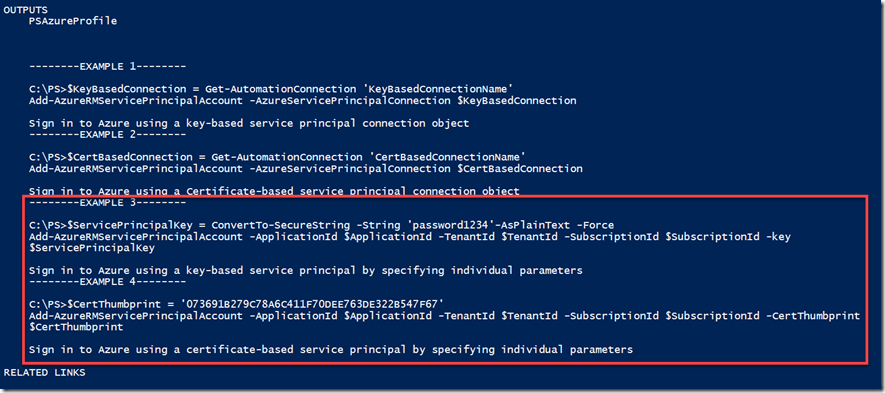 OUTPUTS
PSAzureProfile
--------EXAMPLE 1--------
C:\PS>$KeyBasedConnection = Get-AutomationConnection 'KeyBasedConnectionName'
Add-AzureRMServicePrincipalAccount -AzureServicePrincipalConnection $KeyBasedConnection
Sign in to Azure using a key-based service principal connection object
--------EXAMPLE 2--------
C:\PS>$CertBasedConnection = Get-AutomationConnection 'CertBasedConnectionName'
Add-AzureRMServicePrincipalAccount -AzureServicePrincipalConnection $CertBasedConnection
Sign in to Azure using a Certificate-based service principal connection object
--------EXAMPLE 3--------
C:\PS>$ServicePrincipalKey = ConvertTo-SecureString -String 'password1234'-AsPlainText -Force
Add-AzureRMServicePrincipalAccount -ApplicationId $ApplicationId -TenantId $TenantId -SubscriptionId $SubscriptionId -key
$ServicePrincipalKey
Sign in to Azure using a key-based service principal by specifying individual parameters
--------EXAMPLE 4--------
C:\PS>$CertThumbprint = '073691B279C78A6C411F70DEE763DE322B547F67'
Add-AzureRMServicePrincipalAccount -ApplicationId $ApplicationId -TenantId $TenantId -SubscriptionId $SubscriptionId -CertThumbprint
$CertThumbprint
Sign in to Azure using a certificate-based service principal by specifying individual parameters
RELATED LINKS